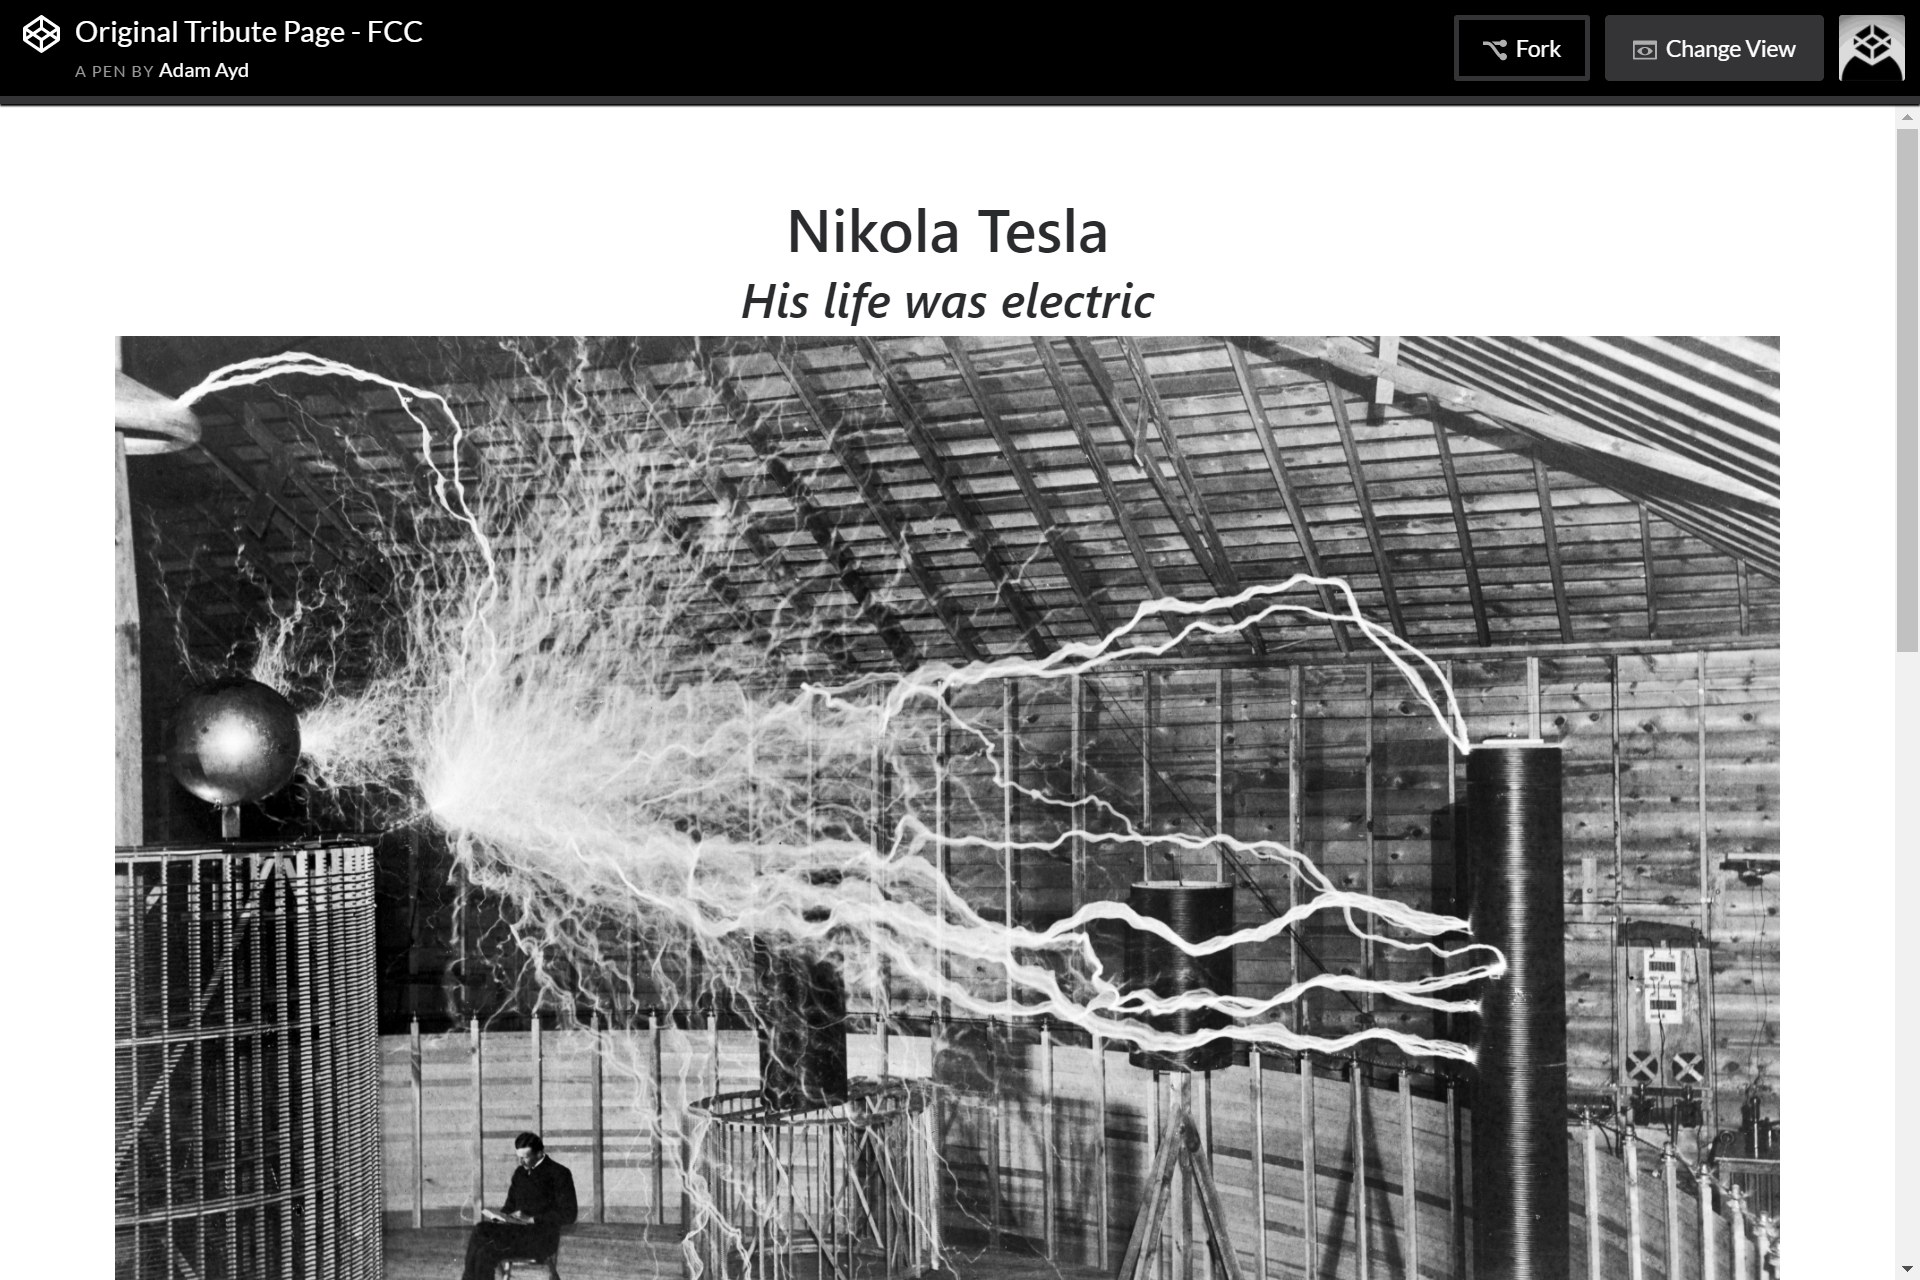 Original Tribute Page - FCC
A PEN BY Adam Ayd
Fork
Change View
Nikola Tesla
His life was electric